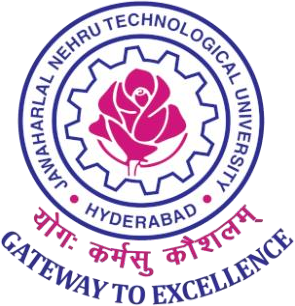 JAWAHARLAL NEHRU TECHNOLOGICAL UNIVERSITY
HYDERABAD
योगः कर्मसु कौशलम्
GATEWAY TO EXCELLENCE